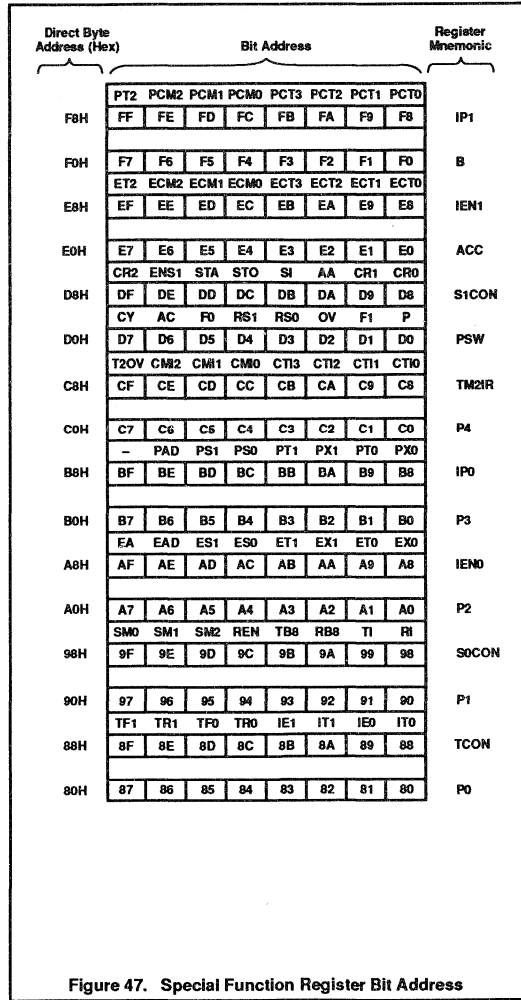 Direct Byte Address (Hex)
Bit Address
Register Mnemonic
PT2 PCM2 PCM1 PCM0 PCT3 PCT2 PCT1 PCT0
F8H FF FE FD FC FB FA F9 F8 IP1
F0H F7 F6 F5 F4 F3 F2 F1 F0 B
ET2 ECM2 ECM1 ECM0 ECT3 ECT2 ECT1 ECT0
E8H EF EE ED EC EB EA E9 E8 IEN1
E0H E7 E6 E5 E4 E3 E2 E1 E0 ACC
CR2 ENS1 STA STO SI AA CR1 CR0
D8H DF DE DD DC DB DA D9 D8 S1CON
CY AC F0 RS1 RS0 OV F1 P
D0H D7 D6 D5 D4 D3 D2 D1 D0 PSW
T2OV CMI2 CMI1 CMI0 CTI3 CTI2 CTI1 CTI0
C8H CF CE CD CC CB CA C9 C8 TM2IR
C0H C7 C6 C5 C4 C3 C2 C1 C0 P4
– PAD PS1 PS0 PT1 PX1 PT0 PX0
B8H BF BE BD BC BB BA B9 B8 IP0
B0H B7 B6 B5 B4 B3 B2 B1 B0 P3
EA EAD ES1 ES0 ET1 EX1 ET0 EX0
A8H AF AE AD AC AB AA A9 A8 IEN0
A0H A7 A6 A5 A4 A3 A2 A1 A0 P2
SM0 SM1 SM2 REN TB8 RB8 TI RI
98H 9F 9E 9D 9C 9B 9A 99 98 S0CON
90H 97 96 95 94 93 92 91 90 P1
TF1 TR1 TF0 TR0 IE1 IT1 IE0 IT0
88H 8F 8E 8D 8C 8B 8A 89 88 TCON
80H 87 86 85 84 83 82 81 80 P0
Figure 47. Special Function Register Bit Address